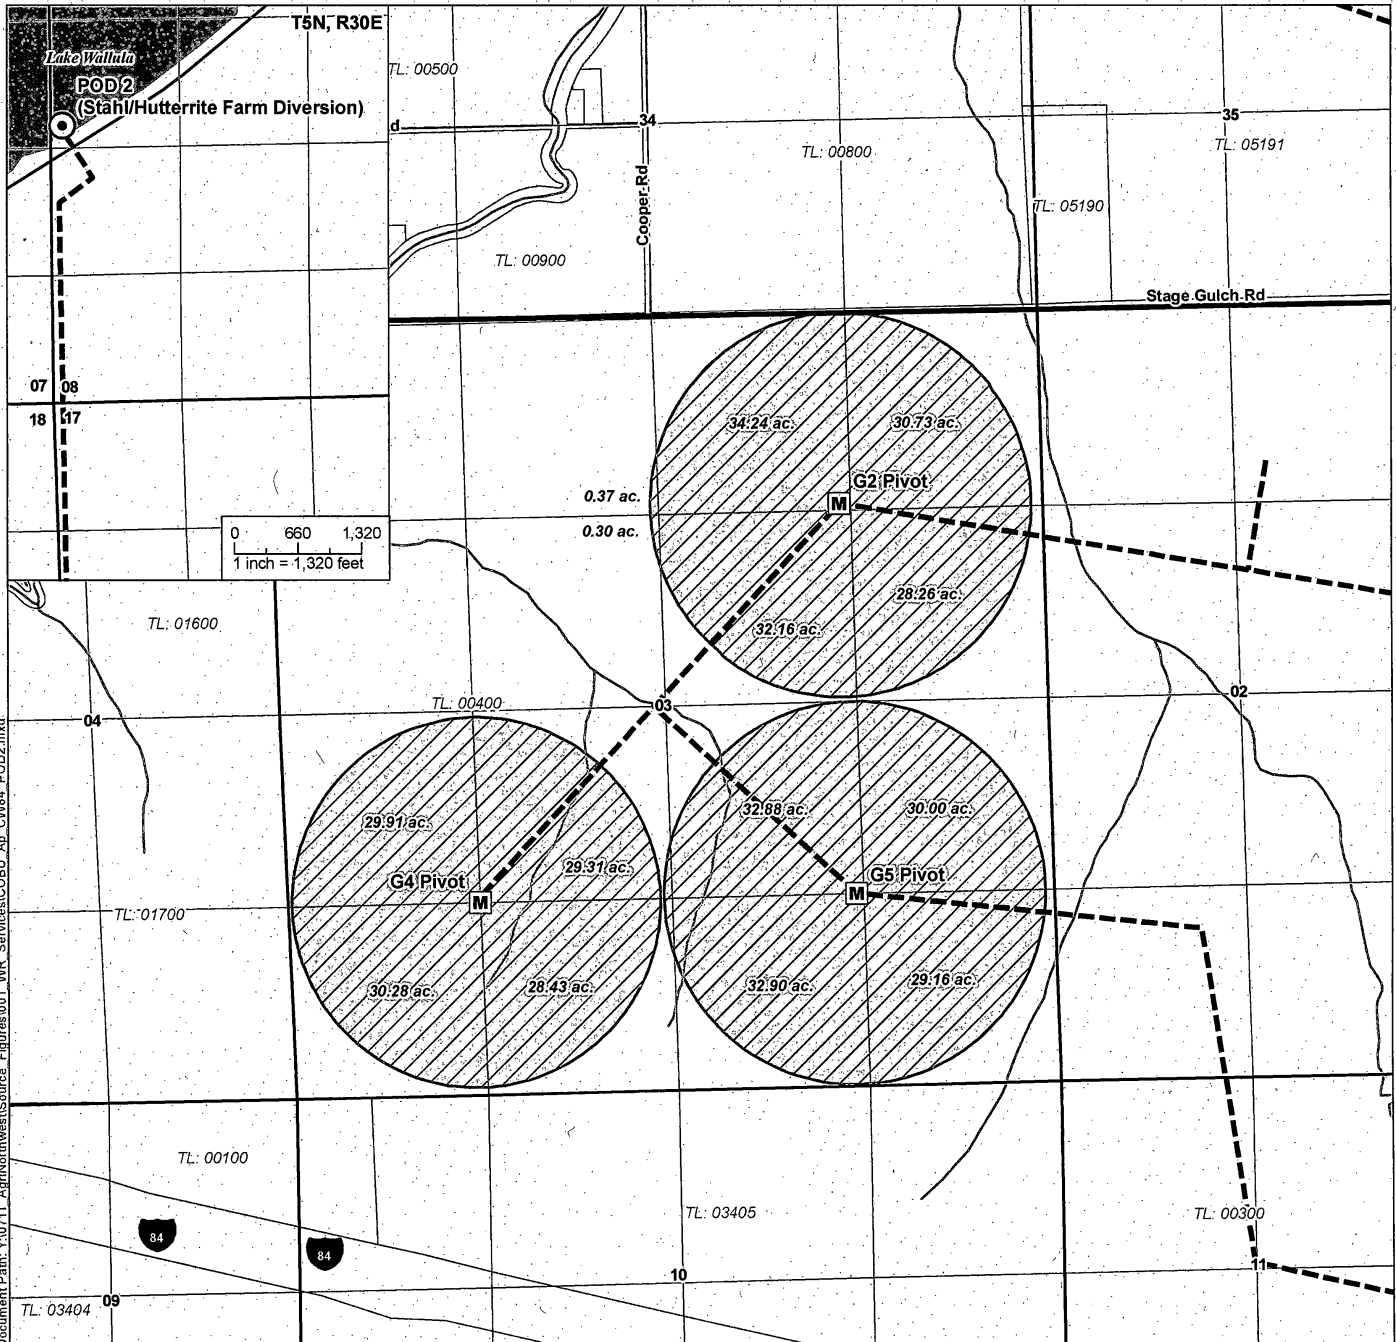 T5N, R30E
Lake Wallula
POD 2
(Stahl/Hutterrite Farm Diversion)
07
08
18
17
0 660 1,320
1 inch = 1,320 feet
TL: 00500
d
34
35
TL: 00800
TL: 05191
Cooper Rd
TL: 05190
TL: 00900
Stage Gulch Rd
34.24 ac.
30.73 ac.
G2 Pivot
0.37 ac.
M
0.30 ac.
28.26 ac.
TL: 01600
32.16 ac.
02
TL: 00400
03
04
32.88 ac.
30.00 ac.
29.91 ac.
29.31 ac.
G4 Pivot
G5 Pivot
M
M
TL: 01700
30.28 ac.
28.43 ac.
32.90 ac.
29.16 ac.
TL: 00100
TL: 03405
TL: 00300
84
84
11
10
09
TL: 03404